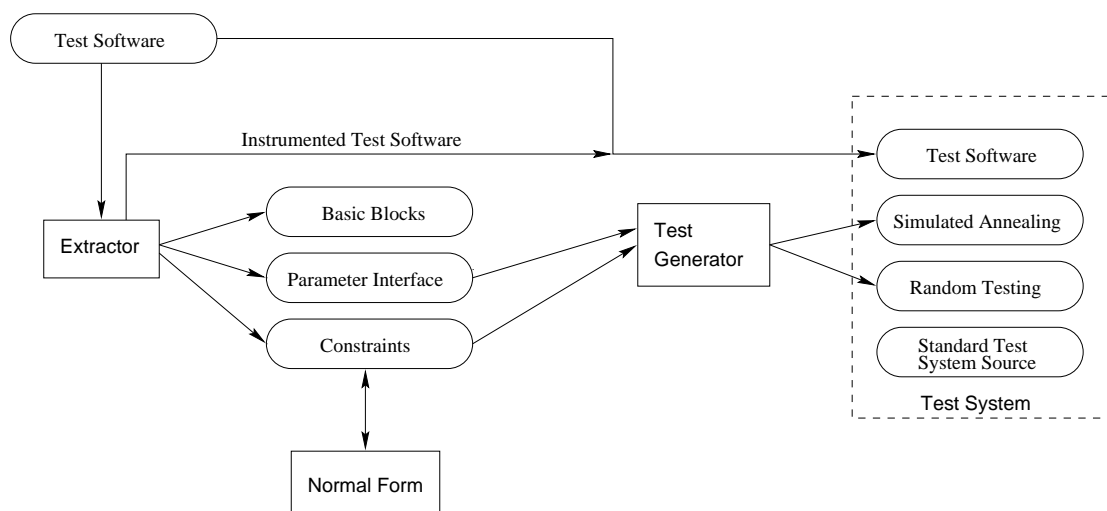 Test Software
Instrumented Test Software
Test Software
Basic Blocks
Simulated Annealing
Extractor
Test
Generator
Parameter Interface
Random Testing
Constraints
Standard Test
System Source
Test System
Normal Form